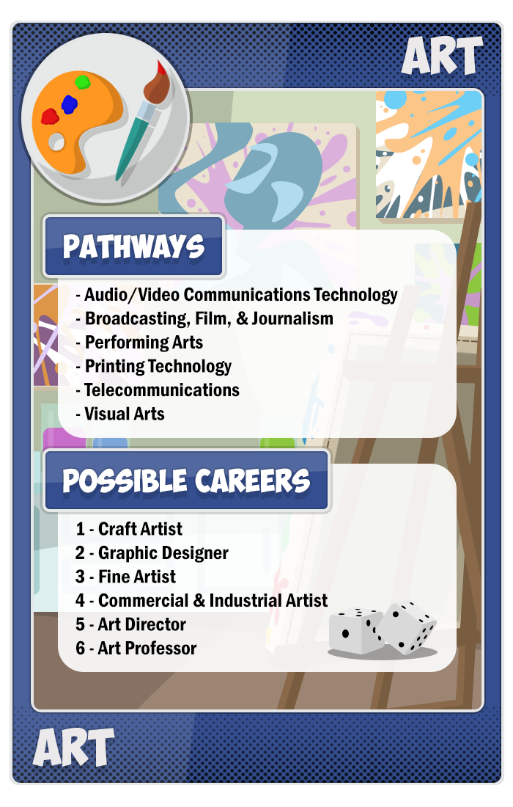 ART
PATHWAYS
- Audio/Video Communications Technology
- Broadcasting, Film, & Journalism
- Performing Arts
- Printing Technology
- Telecommunications
- Visual Arts
POSSIBLE CAREERS
1 - Craft Artist
2 - Graphic Designer
3 - Fine Artist
4 - Commercial & Industrial Artist
5 - Art Director
6 - Art Professor
ART